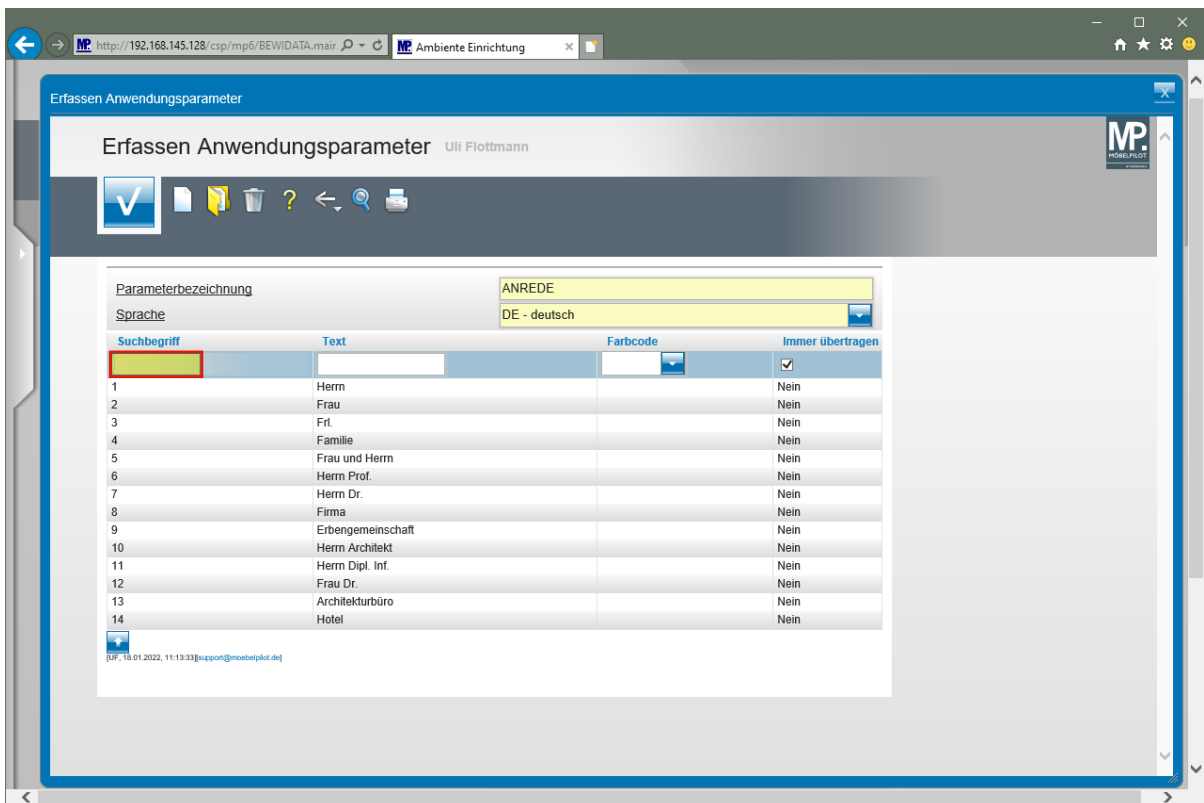 http://192.168.145.128/csp/mp6/BEWIDATA.mair
MP. Ambiente Einrichtung
Erfassen Anwendungsparameter
Erfassen Anwendungsparameter Uli Flottmann
MP.
MÖBELPILOT
Parameterbezeichnung ANREDE
Sprache DE - deutsch
Suchbegriff Text Farbcode Immer übertragen
1 Herrn Nein
2 Frau Nein
3 Frl. Nein
4 Familie Nein
5 Frau und Herrn Nein
6 Herrn Prof. Nein
7 Herrn Dr. Nein
8 Firma Nein
9 Erbengemeinschaft Nein
10 Herrn Architekt Nein
11 Herrn Dipl. Inf. Nein
12 Frau Dr. Nein
13 Architekturbüro Nein
14 Hotel Nein
[UF, 18.01.2022, 11:13:33][support@moebelpilot.de]